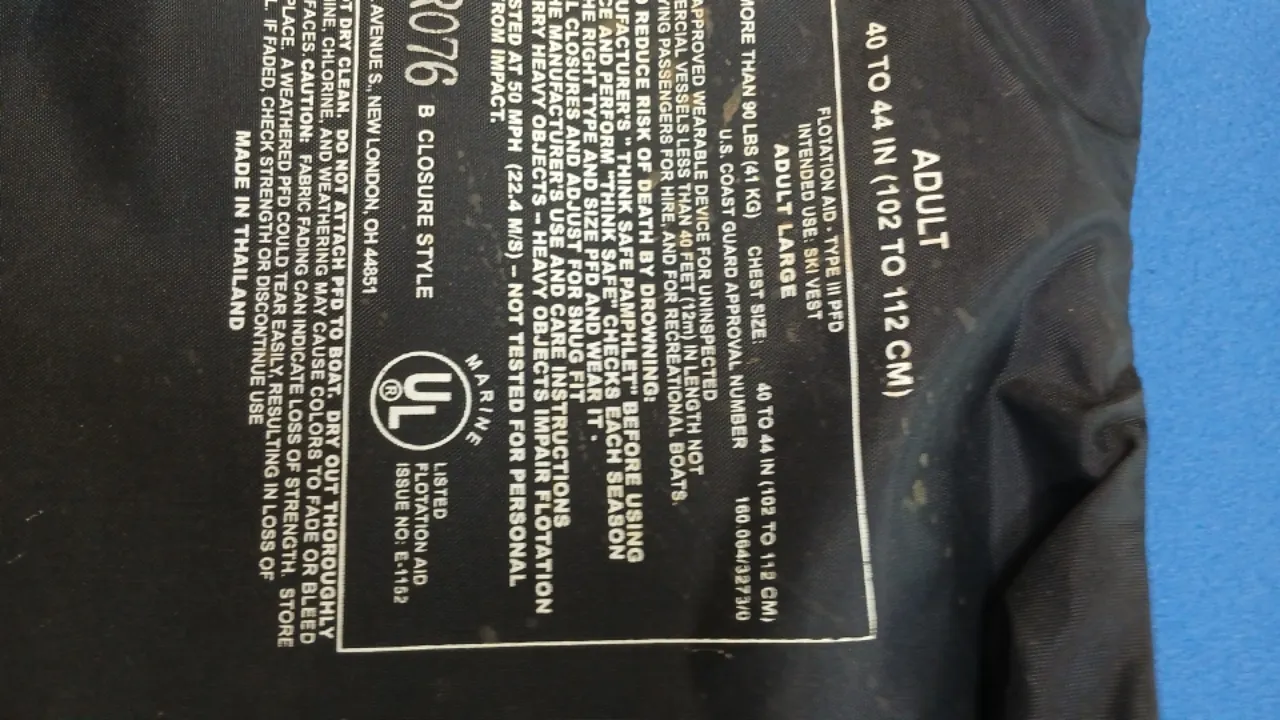 ADULT
40 TO 44 IN (102 TO 112 CM)
FLOTATION AID - TYPE III PFD
INTENDED USE: SKI VEST
ADULT LARGE
MORE THAN 90 LBS (41 KG) CHEST SIZE: 40 TO 44 IN (102 TO 112 CM)
U.S. COAST GUARD APPROVAL NUMBER 160.064/3273/0
APPROVED WEARABLE DEVICE FOR UNINSPECTED
ERCIAL VESSELS LESS THAN 40 FEET (12m) IN LENGTH NOT
YING PASSENGERS FOR HIRE, AND FOR RECREATIONAL BOATS.
O REDUCE RISK OF DEATH BY DROWNING:
UFACTURER'S "THINK SAFE PAMPHLET" BEFORE USING
CE AND PERFORM "THINK SAFE" CHECKS EACH SEASON
HE RIGHT TYPE AND SIZE PFD AND WEAR IT.
L CLOSURES AND ADJUST FOR SNUG FIT
HE MANUFACTURER'S USE AND CARE INSTRUCTIONS
RRY HEAVY OBJECTS - HEAVY OBJECTS IMPAIR FLOTATION
STED AT 50 MPH (22.4 M/S) - NOT TESTED FOR PERSONAL
FROM IMPACT.
R076 B CLOSURE STYLE
MARINE
UL ®
LISTED
FLOTATION AID
ISSUE NO: E-1152
AVENUE S., NEW LONDON, OH 44851
OT DRY CLEAN. DO NOT ATTACH PFD TO BOAT. DRY OUT THOROUGHLY
INE, CHLORINE, AND WEATHERING MAY CAUSE COLORS TO FADE OR BLEED
FACES. CAUTION: FABRIC FADING CAN INDICATE LOSS OF STRENGTH. STORE
PLACE. A WEATHERED PFD COULD TEAR EASILY, RESULTING IN LOSS OF
L. IF FADED, CHECK STRENGTH OR DISCONTINUE USE
MADE IN THAILAND